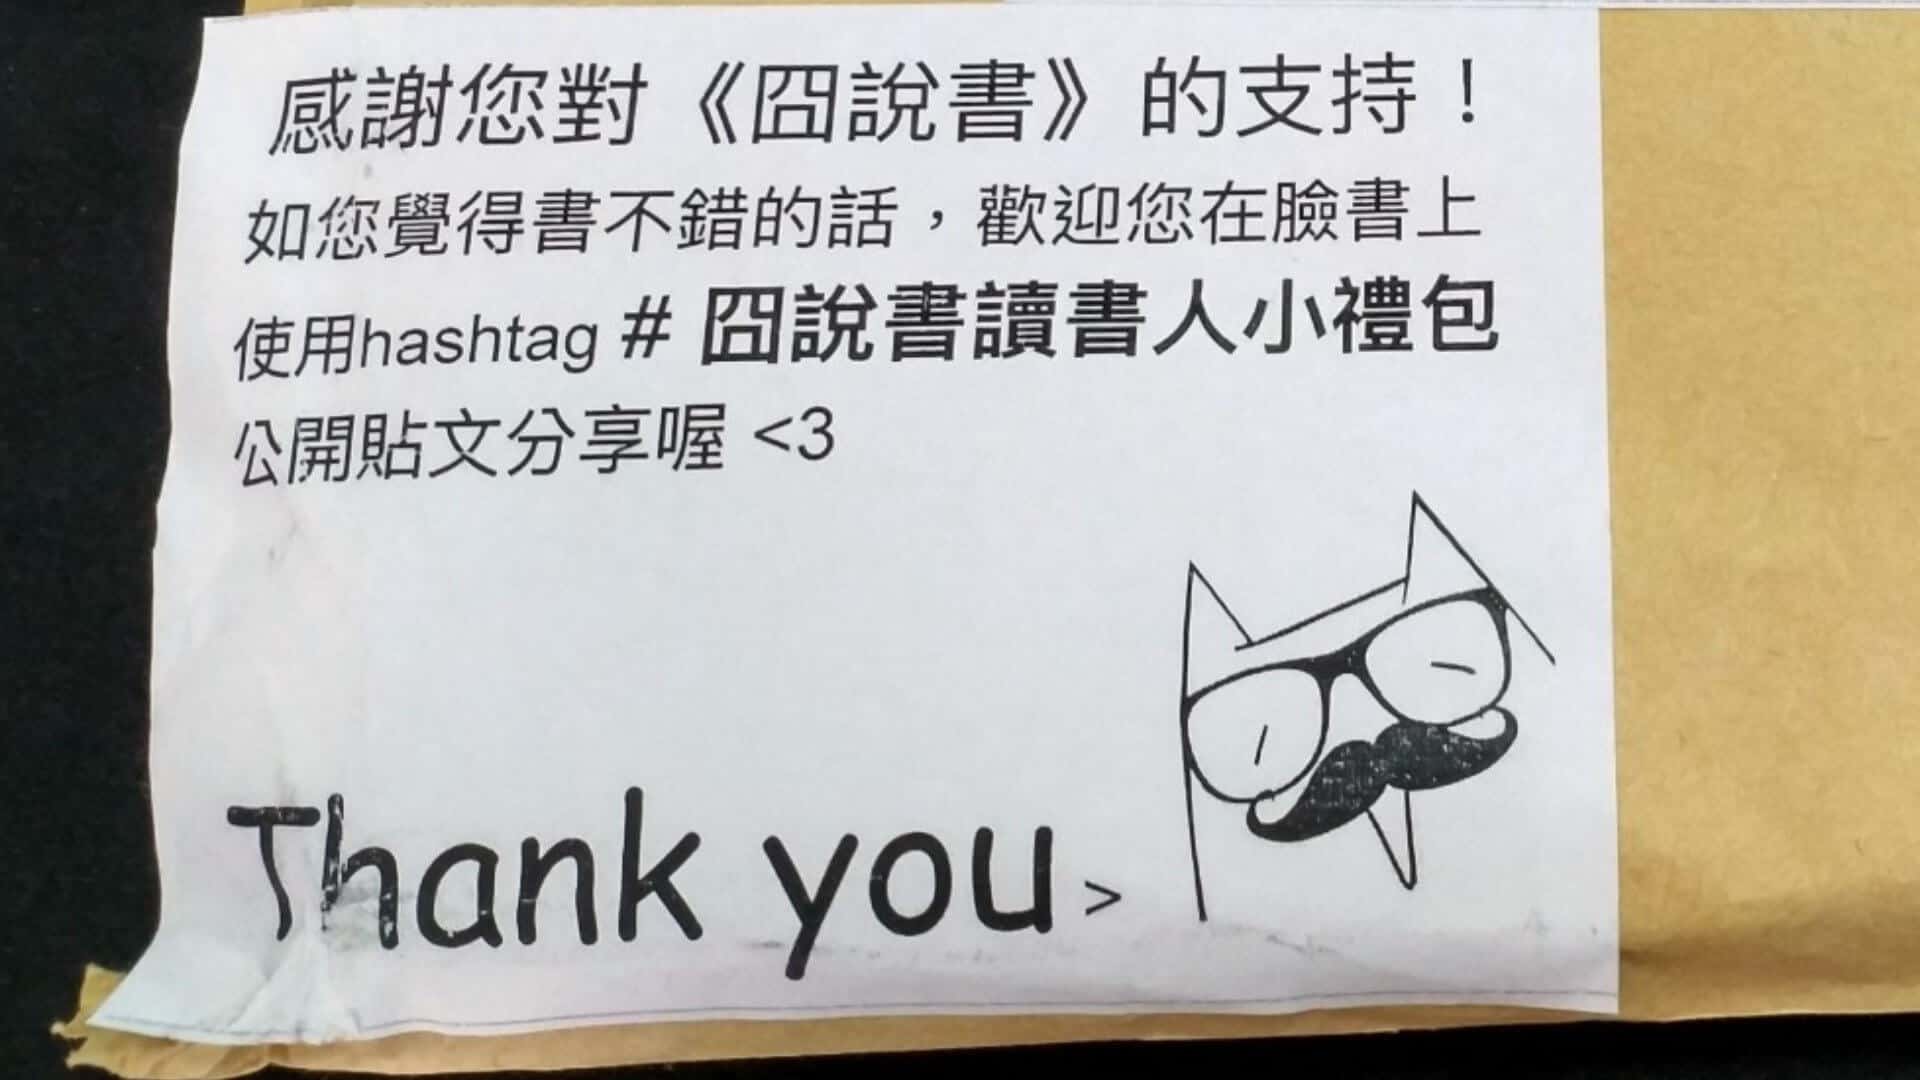 感謝您對《囧說書》的支持！
如您覺得書不錯的話，歡迎您在臉書上
使用hashtag # 囧說書讀書人小禮包
公開貼文分享喔 <3
Thank you >